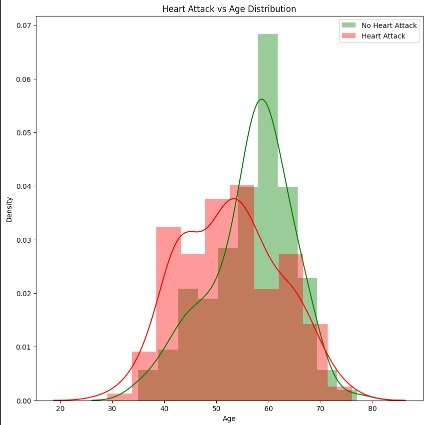 Heart Attack vs Age Distribution
No Heart Attack
Heart Attack
0.07
0.06
0.05
0.04
0.03
0.02
0.01
0.00
Density
20 30 40 50 60 70 80
Age